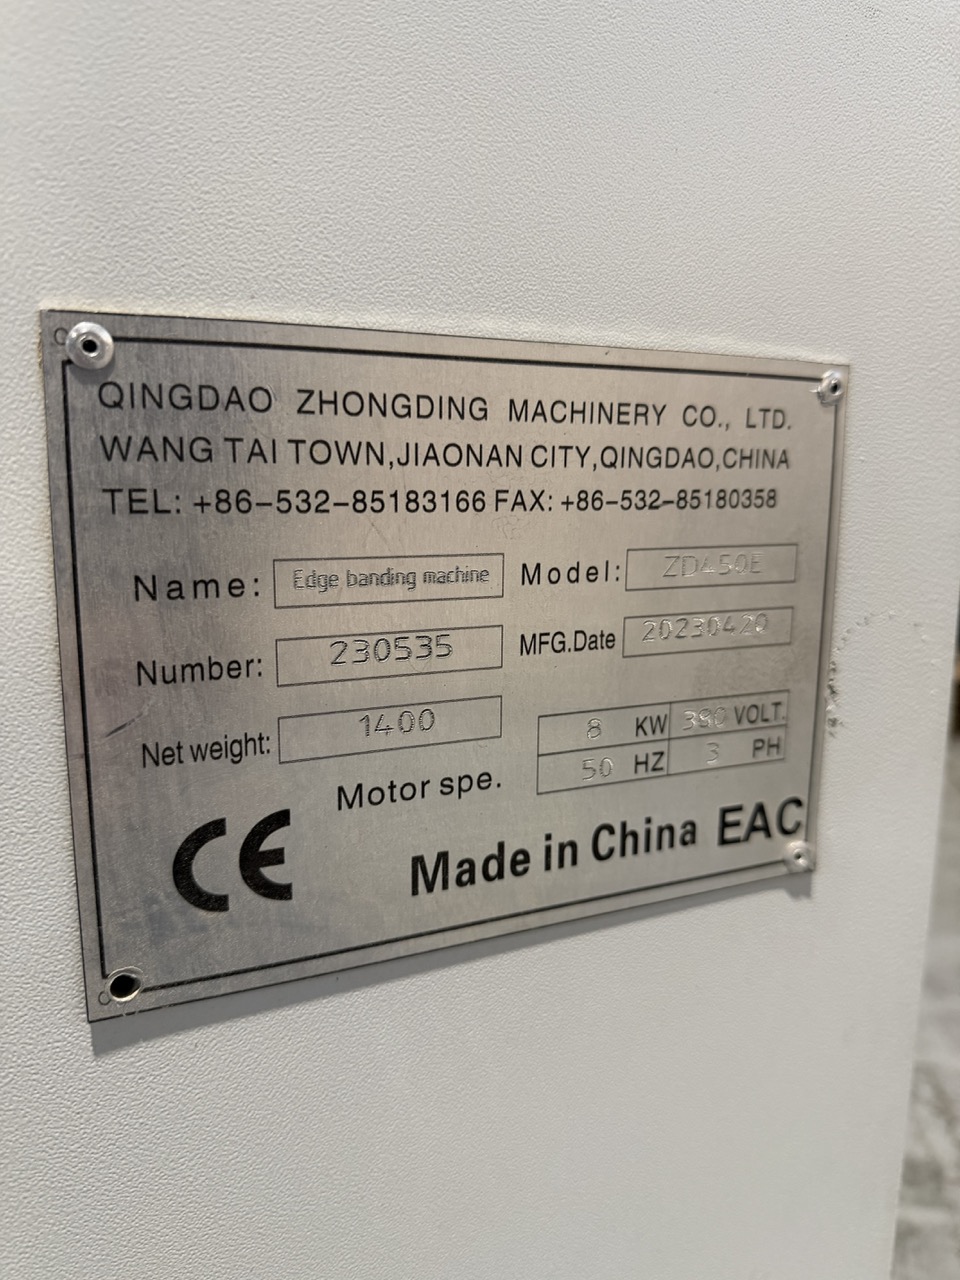 QINGDAO ZHONGDING MACHINERY CO., LTD.
WANG TAI TOWN,JIAONAN CITY,QINGDAO,CHINA
TEL: +86-532-85183166 FAX: +86-532-85180358
Name: Edge banding machine Model: ZD450E
Number: 230535 MFG.Date 20230420
Net weight: 1400 8 KW 380 VOLT.
Motor spe. 50 HZ 3 PH
CE Made in China EAC